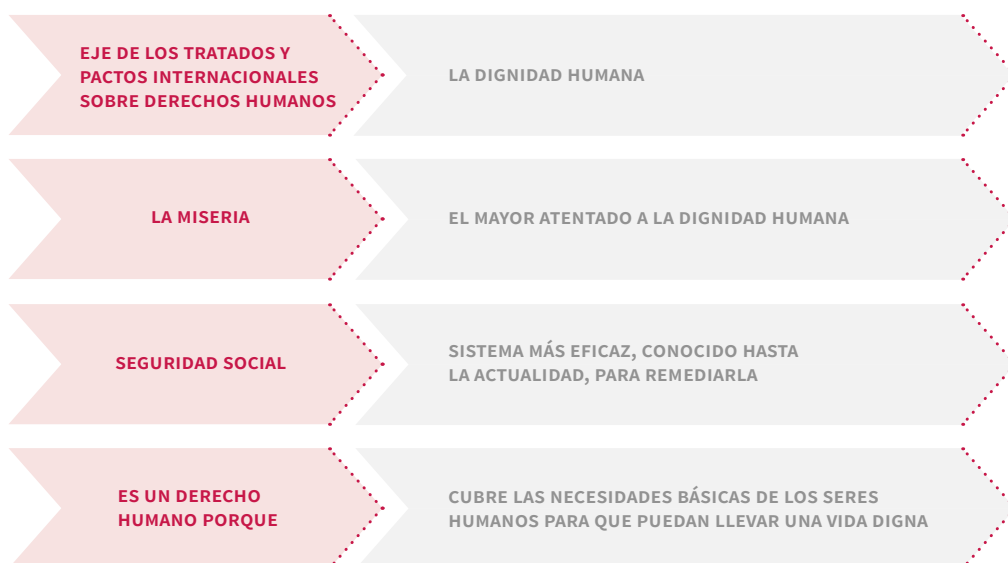 EJE DE LOS TRATADOS Y
PACTOS INTERNACIONALES
SOBRE DERECHOS HUMANOS
LA DIGNIDAD HUMANA
LA MISERIA
EL MAYOR ATENTADO A LA DIGNIDAD HUMANA
SEGURIDAD SOCIAL
SISTEMA MÁS EFICAZ, CONOCIDO HASTA
LA ACTUALIDAD, PARA REMEDIARLA
ES UN DERECHO
HUMANO PORQUE
CUBRE LAS NECESIDADES BÁSICAS DE LOS SERES
HUMANOS PARA QUE PUEDAN LLEVAR UNA VIDA DIGNA